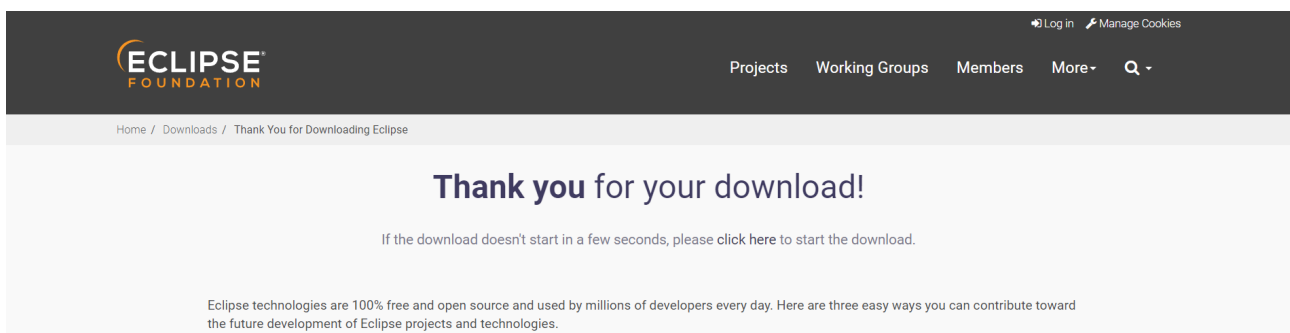 Log in Manage Cookies
ECLIPSE®
FOUNDATION
Projects Working Groups Members More
Home / Downloads / Thank You for Downloading Eclipse
Thank you for your download!
If the download doesn't start in a few seconds, please click here to start the download.
Eclipse technologies are 100% free and open source and used by millions of developers every day. Here are three easy ways you can contribute toward
the future development of Eclipse projects and technologies.